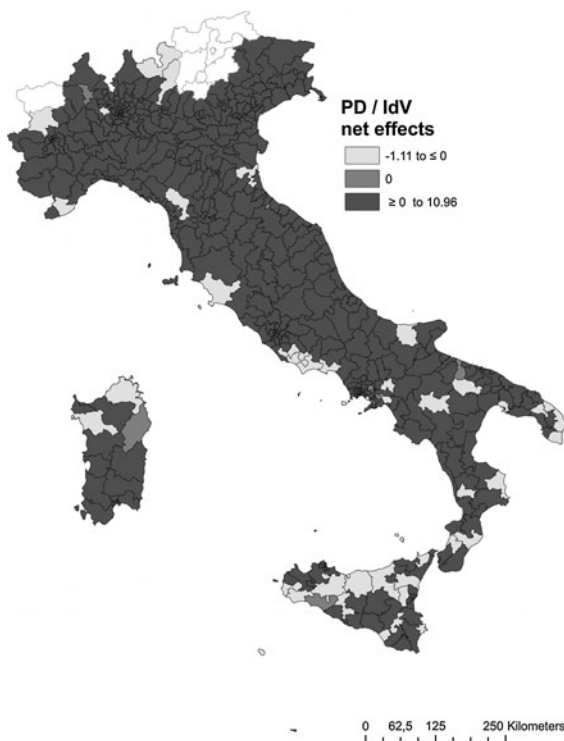 PD / IdV
net effects
-1.11 to ≤ 0
0
≥ 0 to 10.96
0 62,5 125 250 Kilometers